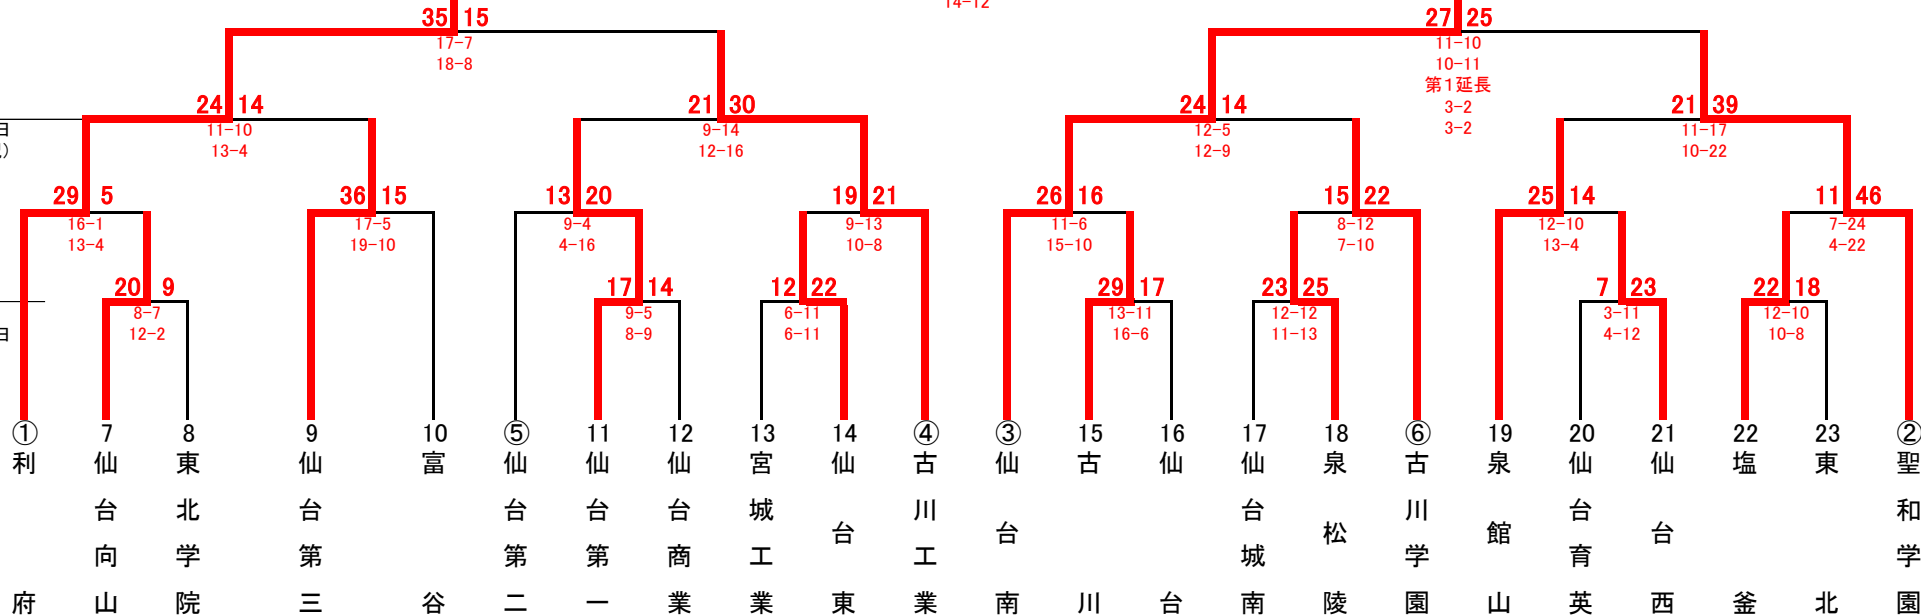 14-12
35 15
17-7
18-8
27 25
11-10
10-11
第1延長
3-2
3-2
24 14
11-10
13-4
21 30
9-14
12-16
24 14
12-5
12-9
21 39
11-17
10-22
日
29 5
16-1
13-4
36 15
17-5
19-10
13 20
9-4
4-16
19 21
9-13
10-8
26 16
11-6
15-10
15 22
8-12
7-10
25 14
12-10
13-4
11 46
7-24
4-22
20 9
8-7
12-2
17 14
9-5
8-9
12 22
6-11
6-11
29 17
13-11
16-6
23 25
12-12
11-13
7 23
3-11
4-12
22 18
12-10
10-8
日
① 利府
7 仙台向山
8 東北学院
9 仙台第三
10 富谷
⑤ 仙台第二
11 仙台第一
12 仙台商業
13 宮城工業
14 仙台東
④ 古川工業
③ 仙台南
15 古川
16 仙台
17 仙台城南
18 泉松陵
⑥ 古川学園
19 泉館山
20 仙台育英
21 仙台西
22 塩釜
23 東北
② 聖和学園